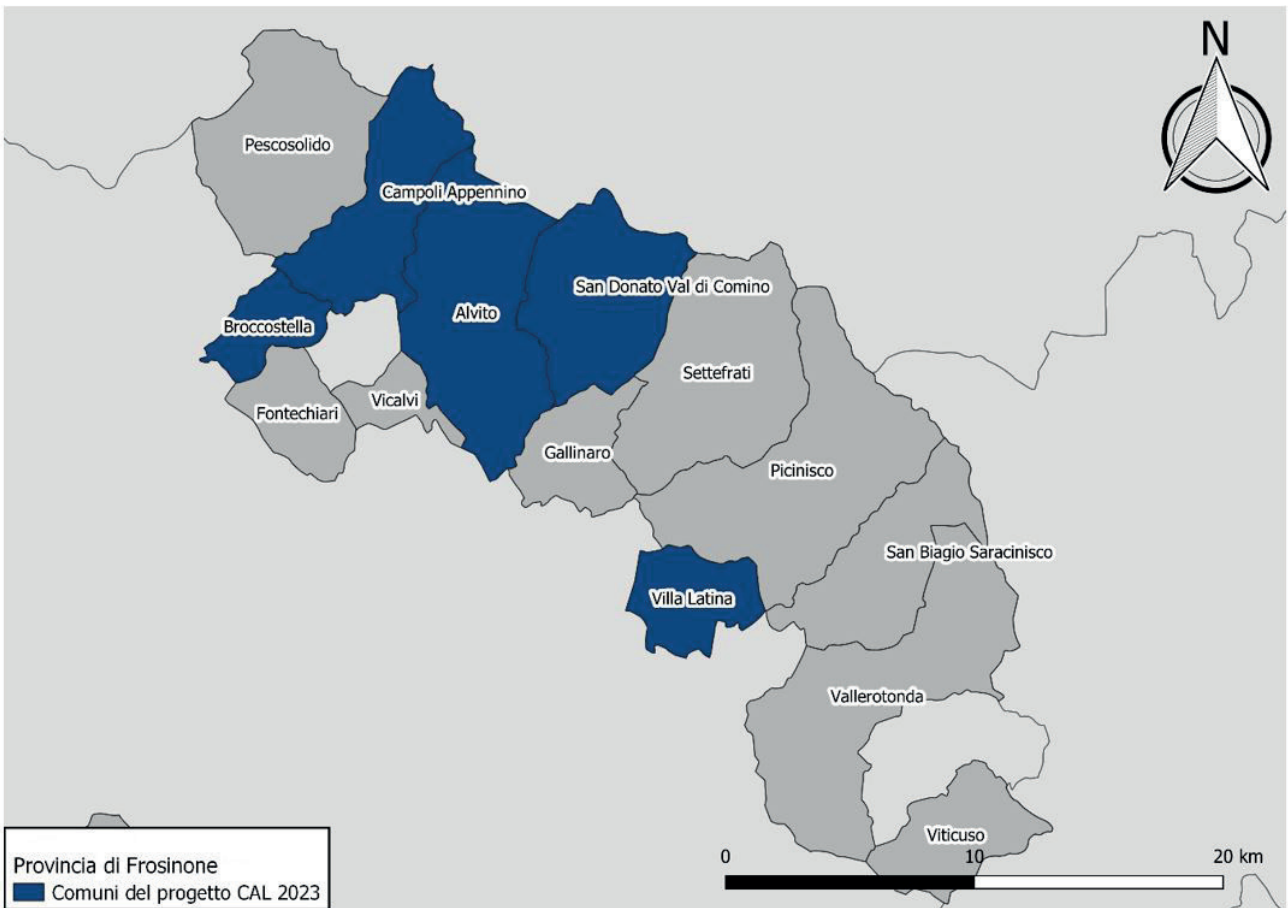 N
Pescosolido
Campoli Appennino
San Donato Val di Comino
Alvito
Broccostella
Settefrati
Vicalvi
Fontechiari
Gallinaro
Picinisco
San Biagio Saracinisco
Villa Latina
Vallerotonda
Viticuso
0 10 20 km
Provincia di Frosinone
Comuni del progetto CAL 2023